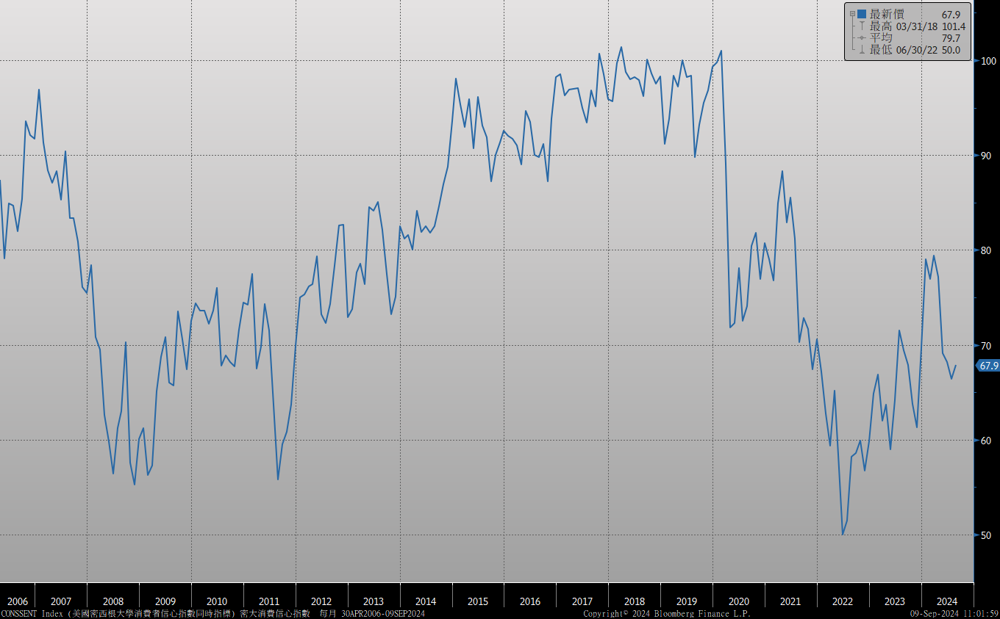 最新價 67.9
最高 03/31/18 101.4
平均 79.7
最低 06/30/22 50.0
100
90
80
70
67.9
60
50
2006 2007 2008 2009 2010 2011 2012 2013 2014 2015 2016 2017 2018 2019 2020 2021 2022 2023 2024
CONSSENT Index (美國密西根大學消費者信心指數同時指標) 密大消費信心指數 每月 30APR2006-09SEP2024 Copyright© 2024 Bloomberg Finance L.P. 09-Sep-2024 11:01:59